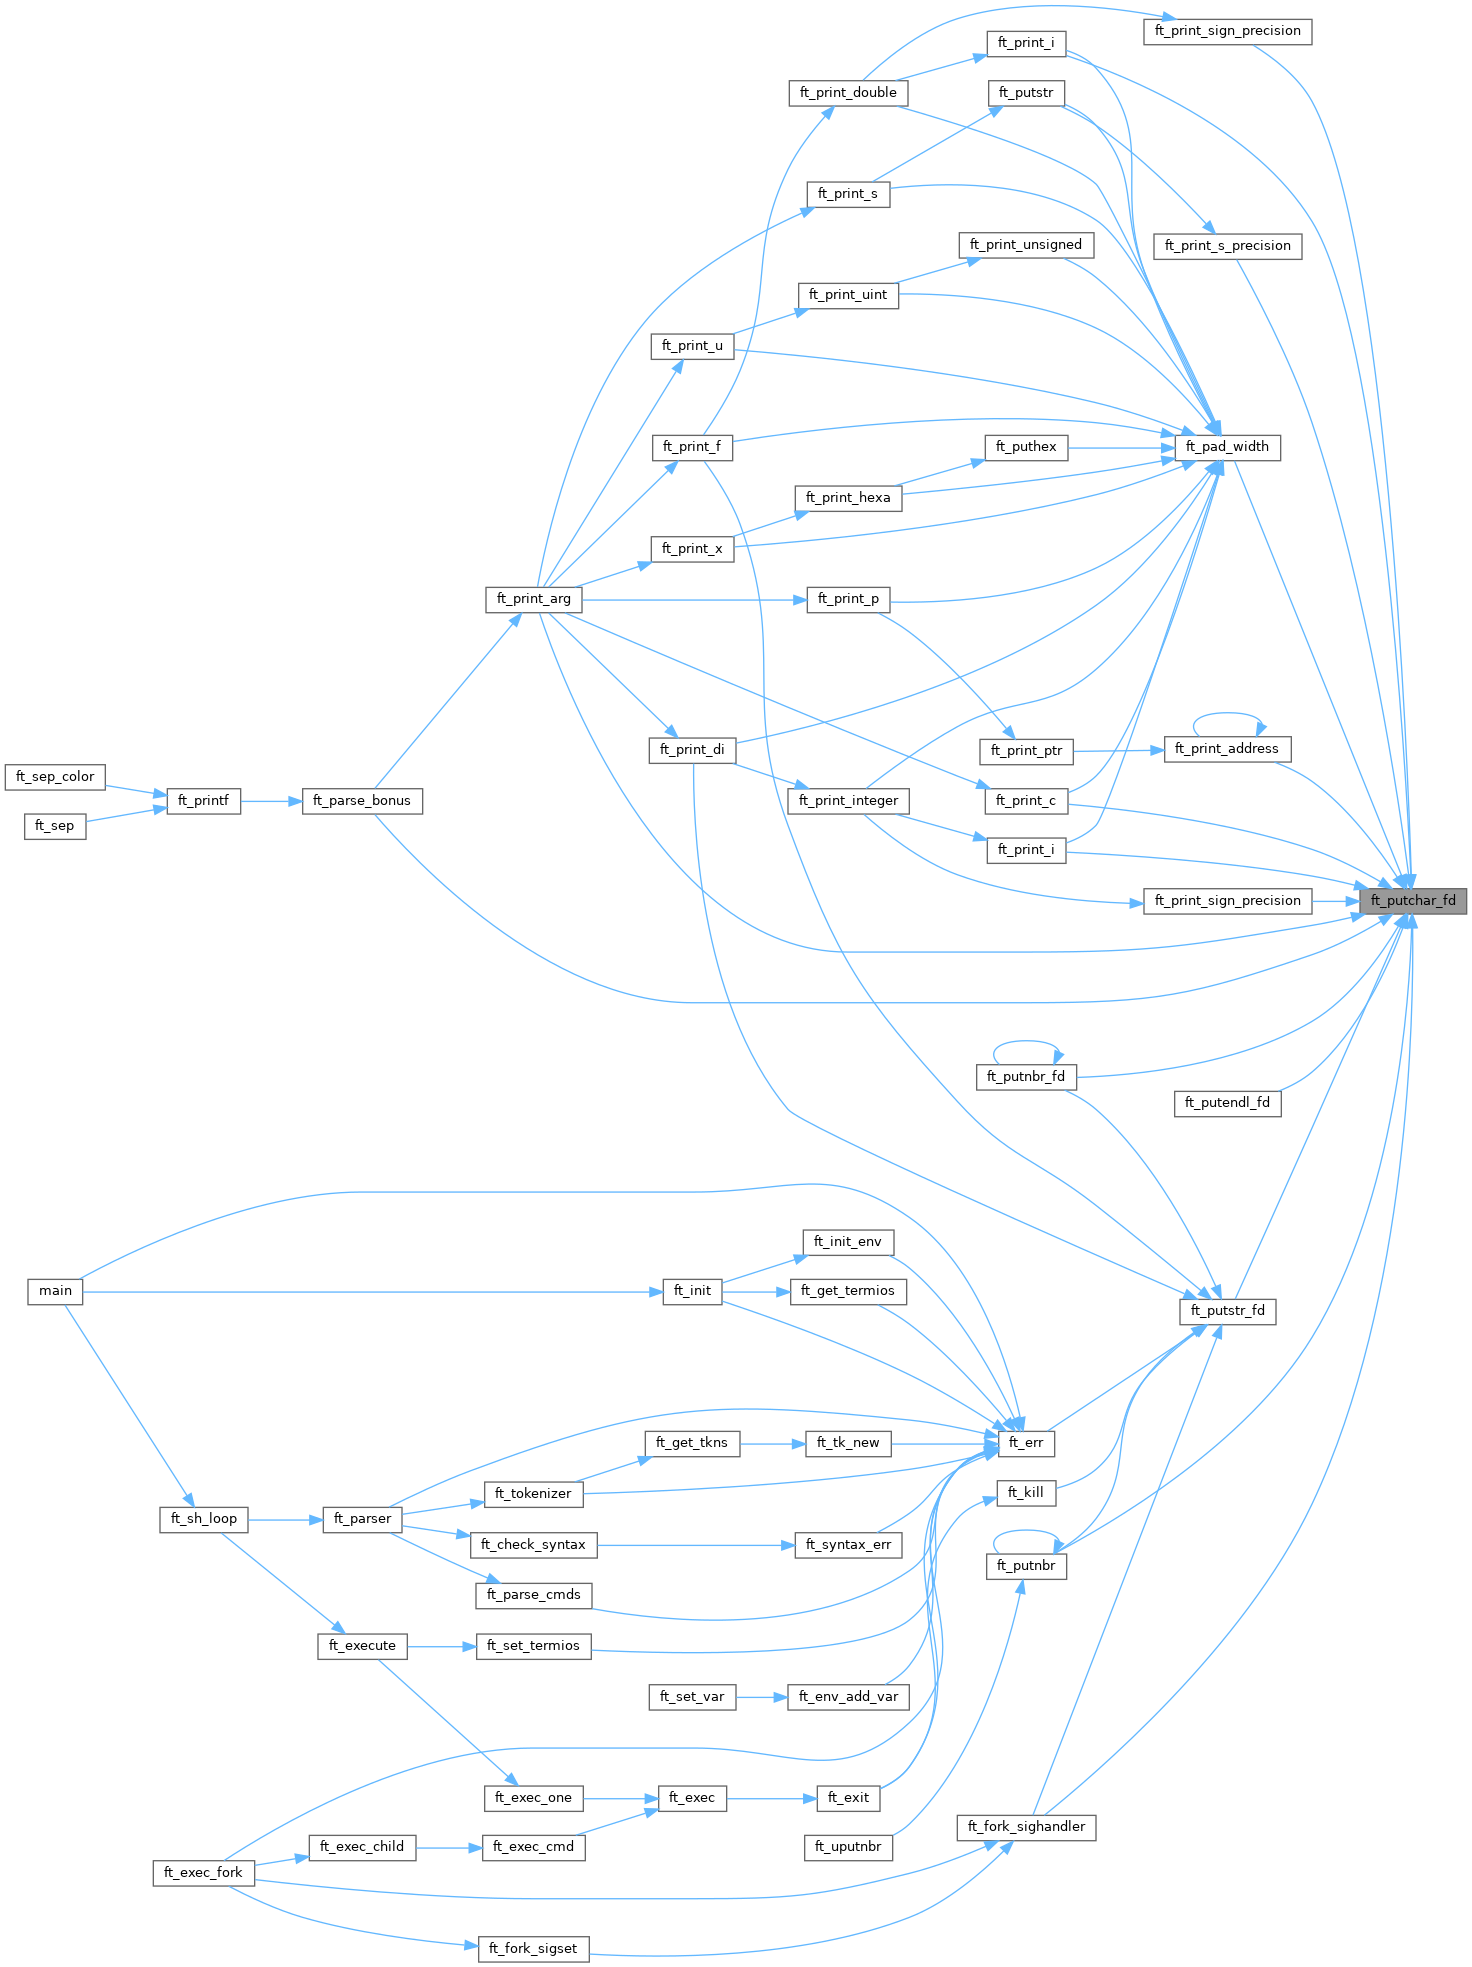 ft_print_sign_precision
ft_print_i
ft_print_double
ft_putstr
ft_print_s
ft_print_unsigned
ft_print_s_precision
ft_print_uint
ft_print_u
ft_print_f
ft_puthex
ft_pad_width
ft_print_hexa
ft_print_x
ft_print_arg
ft_print_p
ft_print_di
ft_print_ptr
ft_print_address
ft_sep_color
ft_printf
ft_parse_bonus
ft_print_integer
ft_print_c
ft_sep
ft_print_i
ft_print_sign_precision
ft_putchar_fd
ft_putnbr_fd
ft_putendl_fd
ft_init_env
main
ft_init
ft_get_termios
ft_putstr_fd
ft_get_tkns
ft_tk_new
ft_err
ft_tokenizer
ft_kill
ft_sh_loop
ft_parser
ft_check_syntax
ft_syntax_err
ft_putnbr
ft_parse_cmds
ft_execute
ft_set_termios
ft_set_var
ft_env_add_var
ft_exec_one
ft_exec
ft_exit
ft_fork_sighandler
ft_exec_child
ft_exec_cmd
ft_uputnbr
ft_exec_fork
ft_fork_sigset